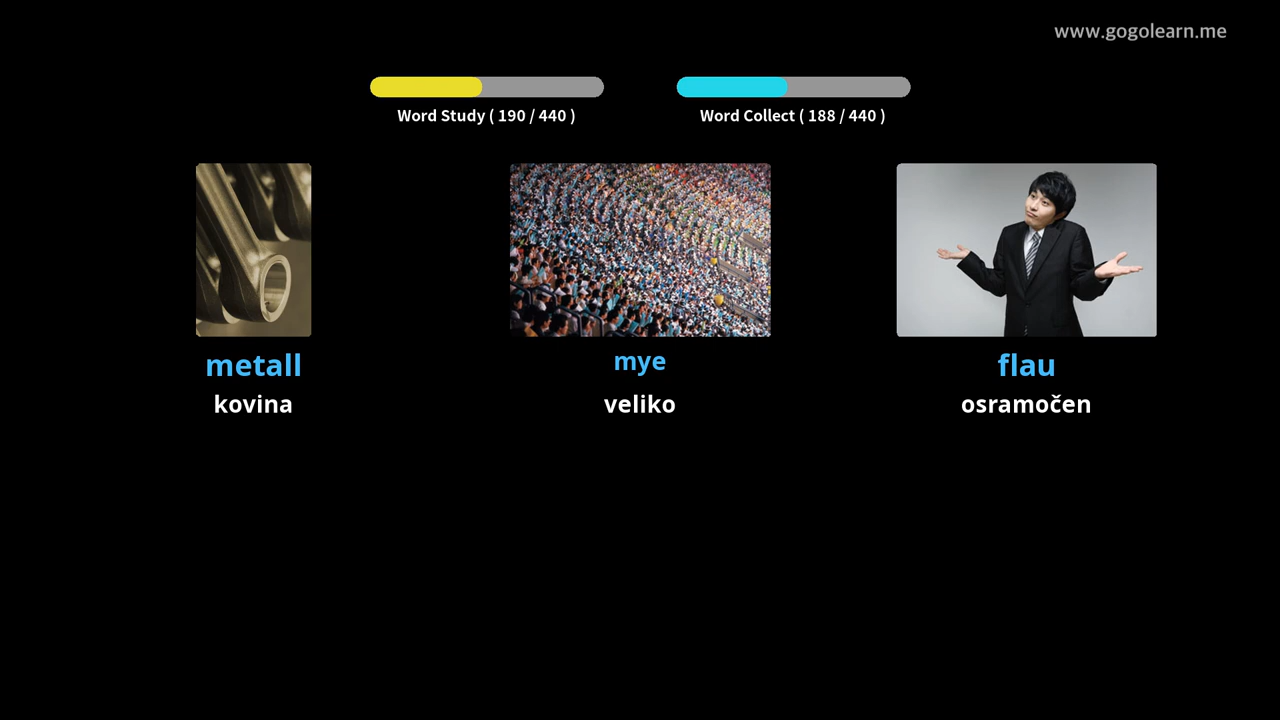 www.gogolearn.me
Word Study ( 190 / 440 )
Word Collect ( 188 / 440 )
metall
kovina
mye
veliko
flau
osramočen